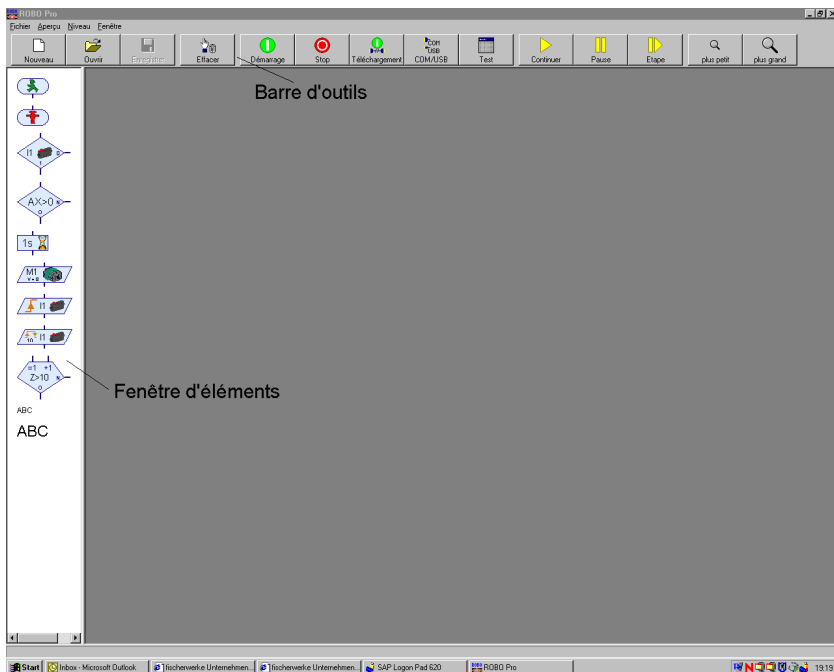 ROBO Pro
Fichier Aperçu Niveau Fenêtre
Nouveau Ouvrir Enregistrer Effacer Démarrage Stop Téléchargement COM/USB Test Continuer Pause Etape plus petit plus grand
COM
USB
Barre d'outils
I1
AX>0 N
O
1s
M1
V=8
I1
10 I1
=1 +1
Z>10 N
O
Fenêtre d'éléments
ABC
ABC
Start Inbox - Microsoft Outlook fischerwerke Unternehmen... fischerwerke Unternehmen... SAP Logon Pad 620 ROBO Pro 19:19